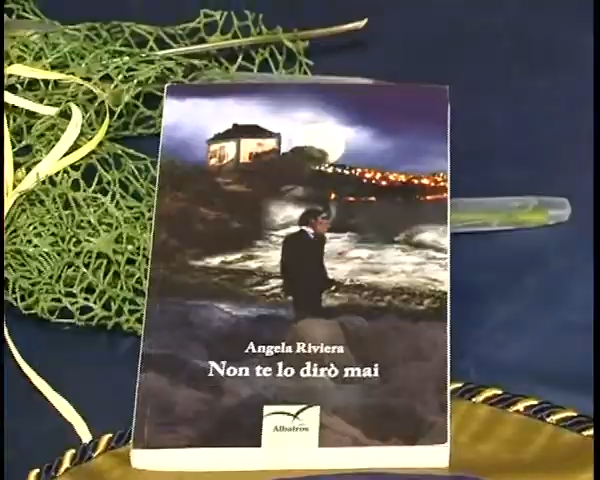 Angela Riviera
Non te lo dirò mai
Albatros